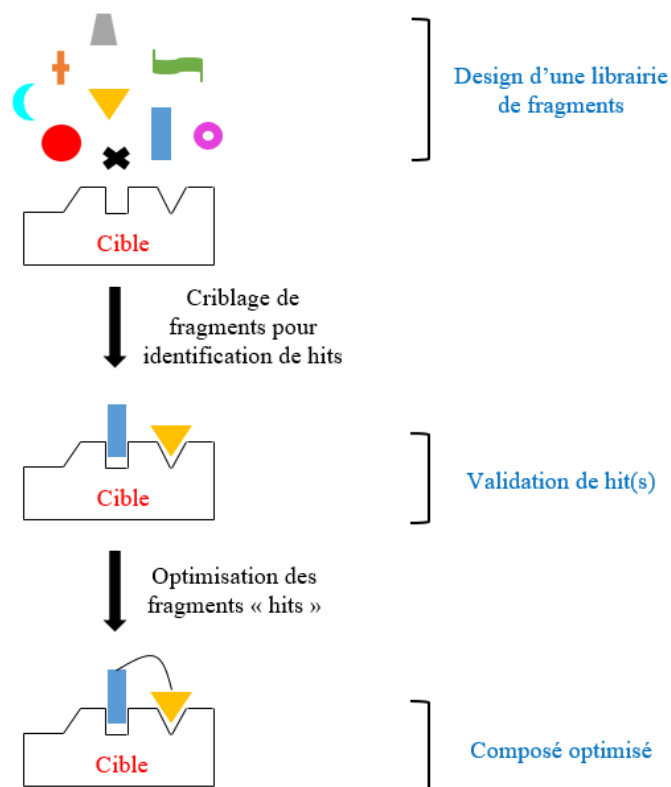 Design d’une librairie
de fragments
Cible
Criblage de
fragments pour
identification de hits
Cible
Validation de hit(s)
Optimisation des
fragments « hits »
Cible
Composé optimisé